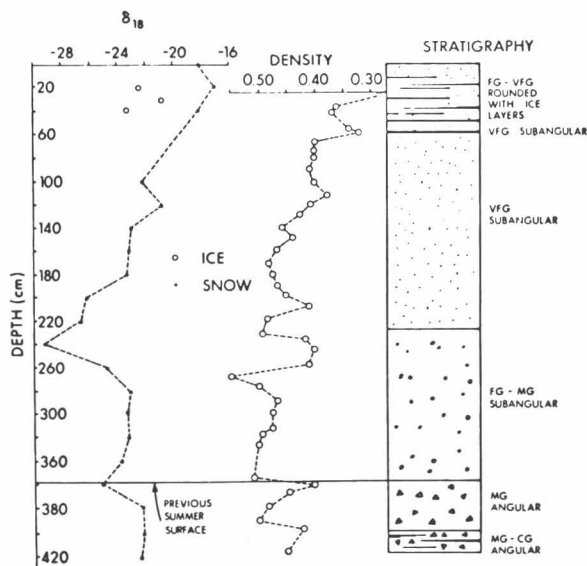 δ18
-28 -24 -20 -16
DENSITY
0.50 0.40 0.30
STRATIGRAPHY
DEPTH (cm)
20
60
100
140
180
220
260
300
360
380
420
ICE
SNOW
PREVIOUS
SUMMER
SURFACE
FG - VFG
ROUNDED
WITH ICE
LAYERS
VFG SUBANGULAR
VFG
SUBANGULAR
FG - MG
SUBANGULAR
MG
ANGULAR
MG - CG
ANGULAR